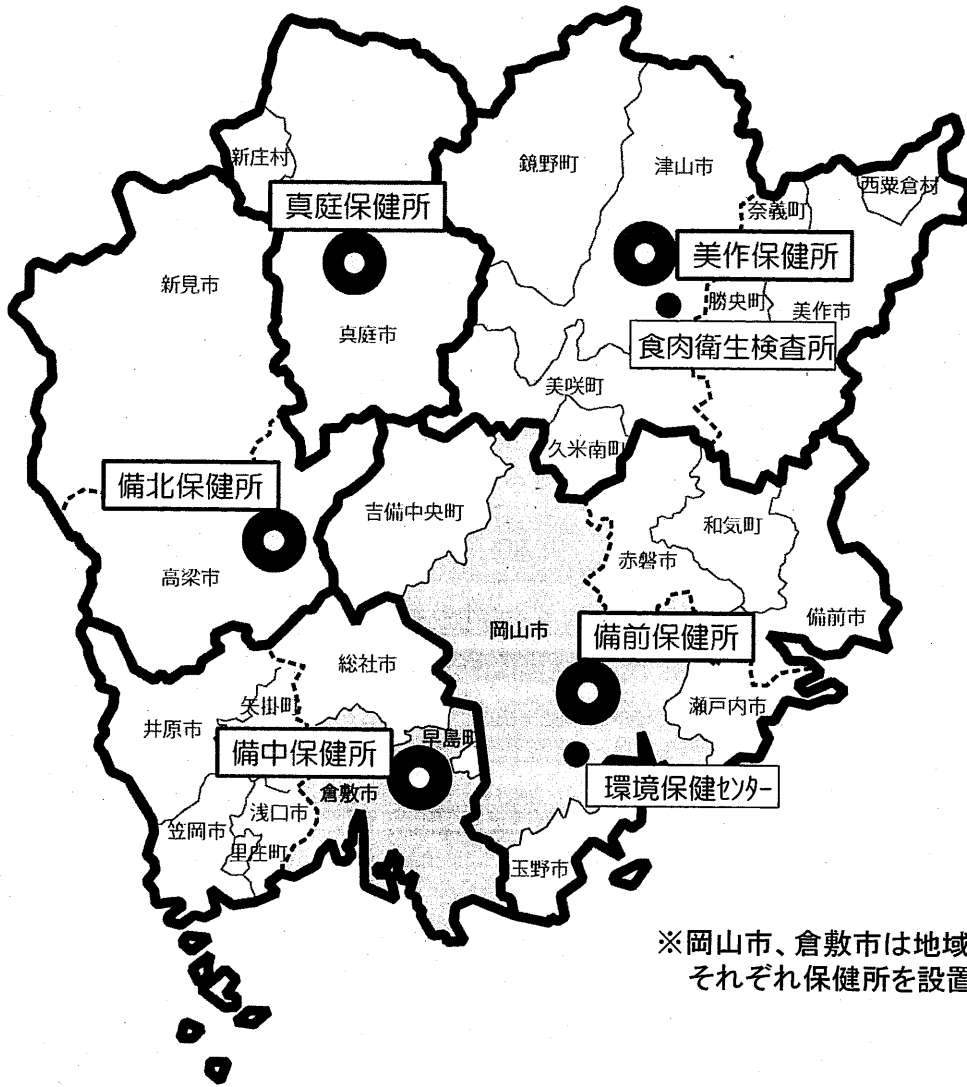 新庄村
鏡野町
津山市
西粟倉村
奈義町
真庭保健所
美作保健所
新見市
真庭市
勝央町
美作市
食肉衛生検査所
美咲町
久米南町
備北保健所
吉備中央町
和気町
赤磐市
高梁市
備前市
岡山市
備前保健所
総社市
矢掛町
瀬戸内市
井原市
早島町
備中保健所
環境保健センター
倉敷市
浅口市
笠岡市
里庄町
玉野市
※岡山市、倉敷市は地域
それぞれ保健所を設置